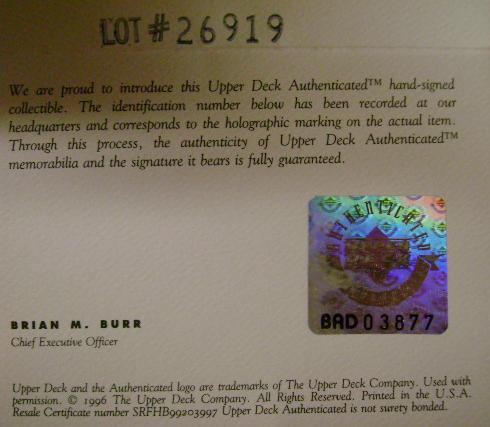 LOT # 26919
We are proud to introduce this Upper Deck Authenticated™ hand-signed
collectible. The identification number below has been recorded at our
headquarters and corresponds to the holographic marking on the actual item.
Through this process, the authenticity of Upper Deck Authenticated™
memorabilia and the signature it bears is fully guaranteed.
AUTHENTICATED
BAD03877
BRIAN M. BURR
Chief Executive Officer
Upper Deck and the Authenticated logo are trademarks of The Upper Deck Company. Used with
permission. © 1996 The Upper Deck Company. All Rights Reserved. Printed in the U.S.A.
Resale Certificate number SRFHB99203997 Upper Deck Authenticated is not surety bonded.